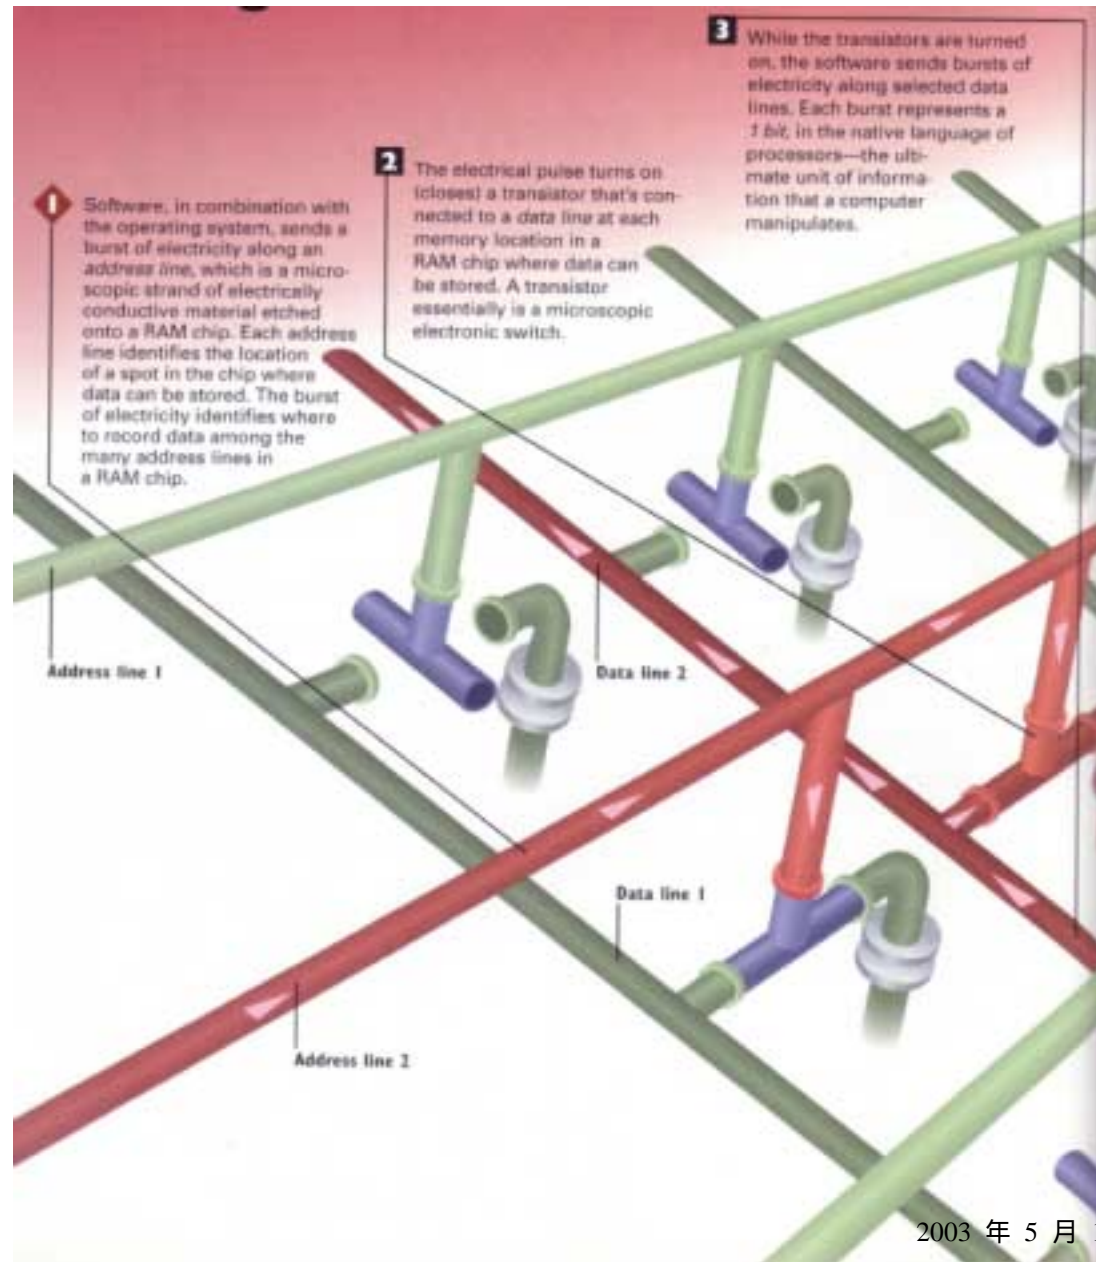 1
Software, in combination with
the operating system, sends a
burst of electricity along an
address line, which is a micro-
scopic strand of electrically
conductive material etched
onto a RAM chip. Each address
line identifies the location
of a spot in the chip where
data can be stored. The burst
of electricity identifies where
to record data among the
many address lines in
a RAM chip.
2
The electrical pulse turns on
(closes) a transistor that's con-
nected to a data line at each
memory location in a
RAM chip where data can
be stored. A transistor
essentially is a microscopic
electronic switch.
3
While the transistors are turned
on, the software sends bursts of
electricity along selected data
lines. Each burst represents a
1 bit, in the native language of
processors—the ulti-
mate unit of informa-
tion that a computer
manipulates.
Address line 1
Data line 2
Data line 1
Address line 2
2003 年 5 月